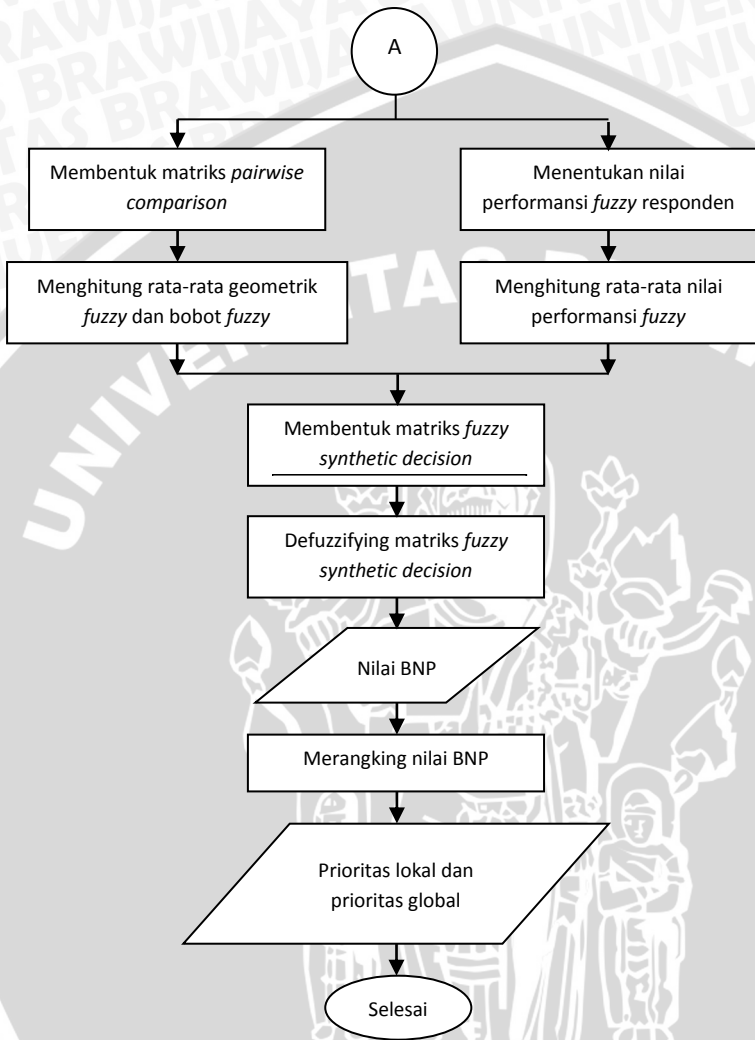 A
Membentuk matriks pairwise
comparison
Menentukan nilai
performansi fuzzy responden
Menghitung rata-rata geometrik
fuzzy dan bobot fuzzy
Menghitung rata-rata nilai
performansi fuzzy
Membentuk matriks fuzzy
synthetic decision
Defuzzifying matriks fuzzy
synthetic decision
Nilai BNP
Merangking nilai BNP
Prioritas lokal dan
prioritas global
Selesai